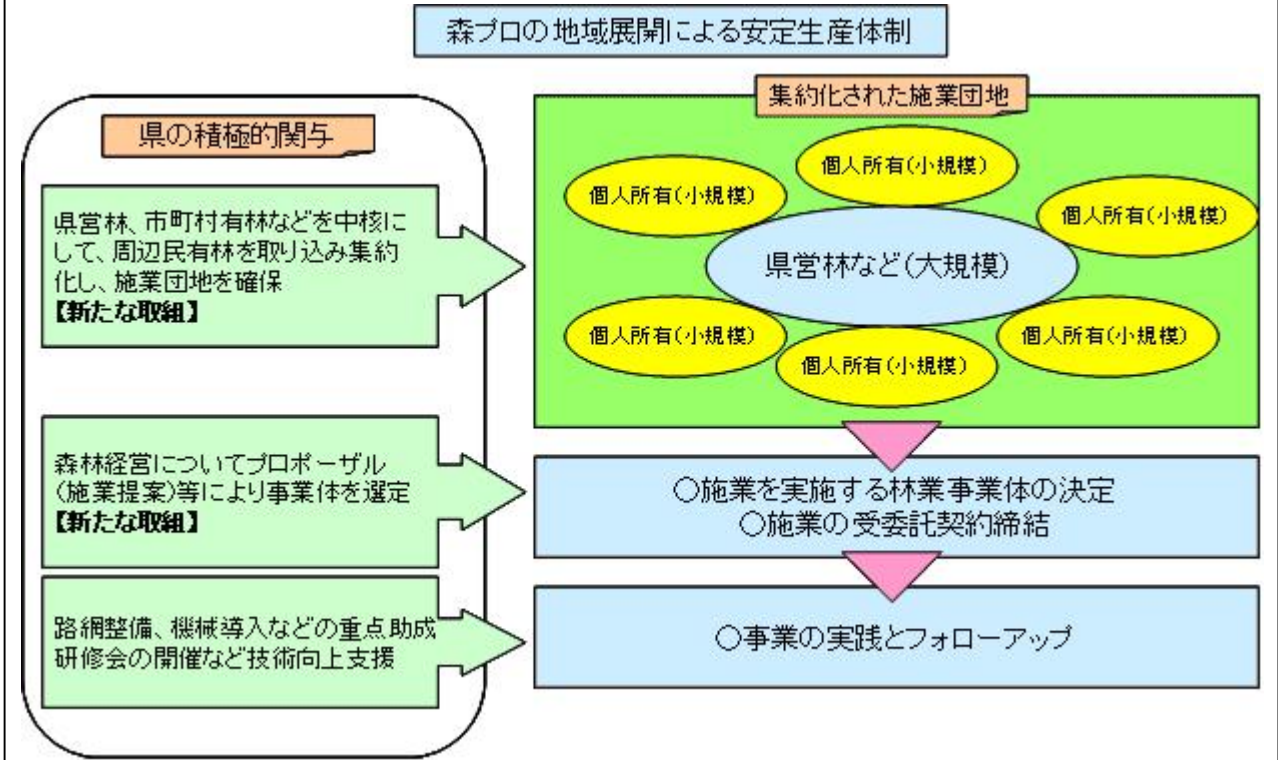 森プロの地域展開による安定生産体制
県の積極的関与
県営林、市町村有林などを中核に
して、周辺民有林を取り込み集約
化し、施業団地を確保
【新たな取組】
森林経営についてプロポーザル
(施業提案)等により事業体を選定
【新たな取組】
路網整備、機械導入などの重点助成
研修会の開催など技術向上支援
集約化された施業団地
個人所有(小規模)
個人所有(小規模)
個人所有(小規模)
県営林など(大規模)
個人所有(小規模)
個人所有(小規模)
個人所有(小規模)
○施業を実施する林業事業体の決定
○施業の受委託契約締結
○事業の実践とフォローアップ